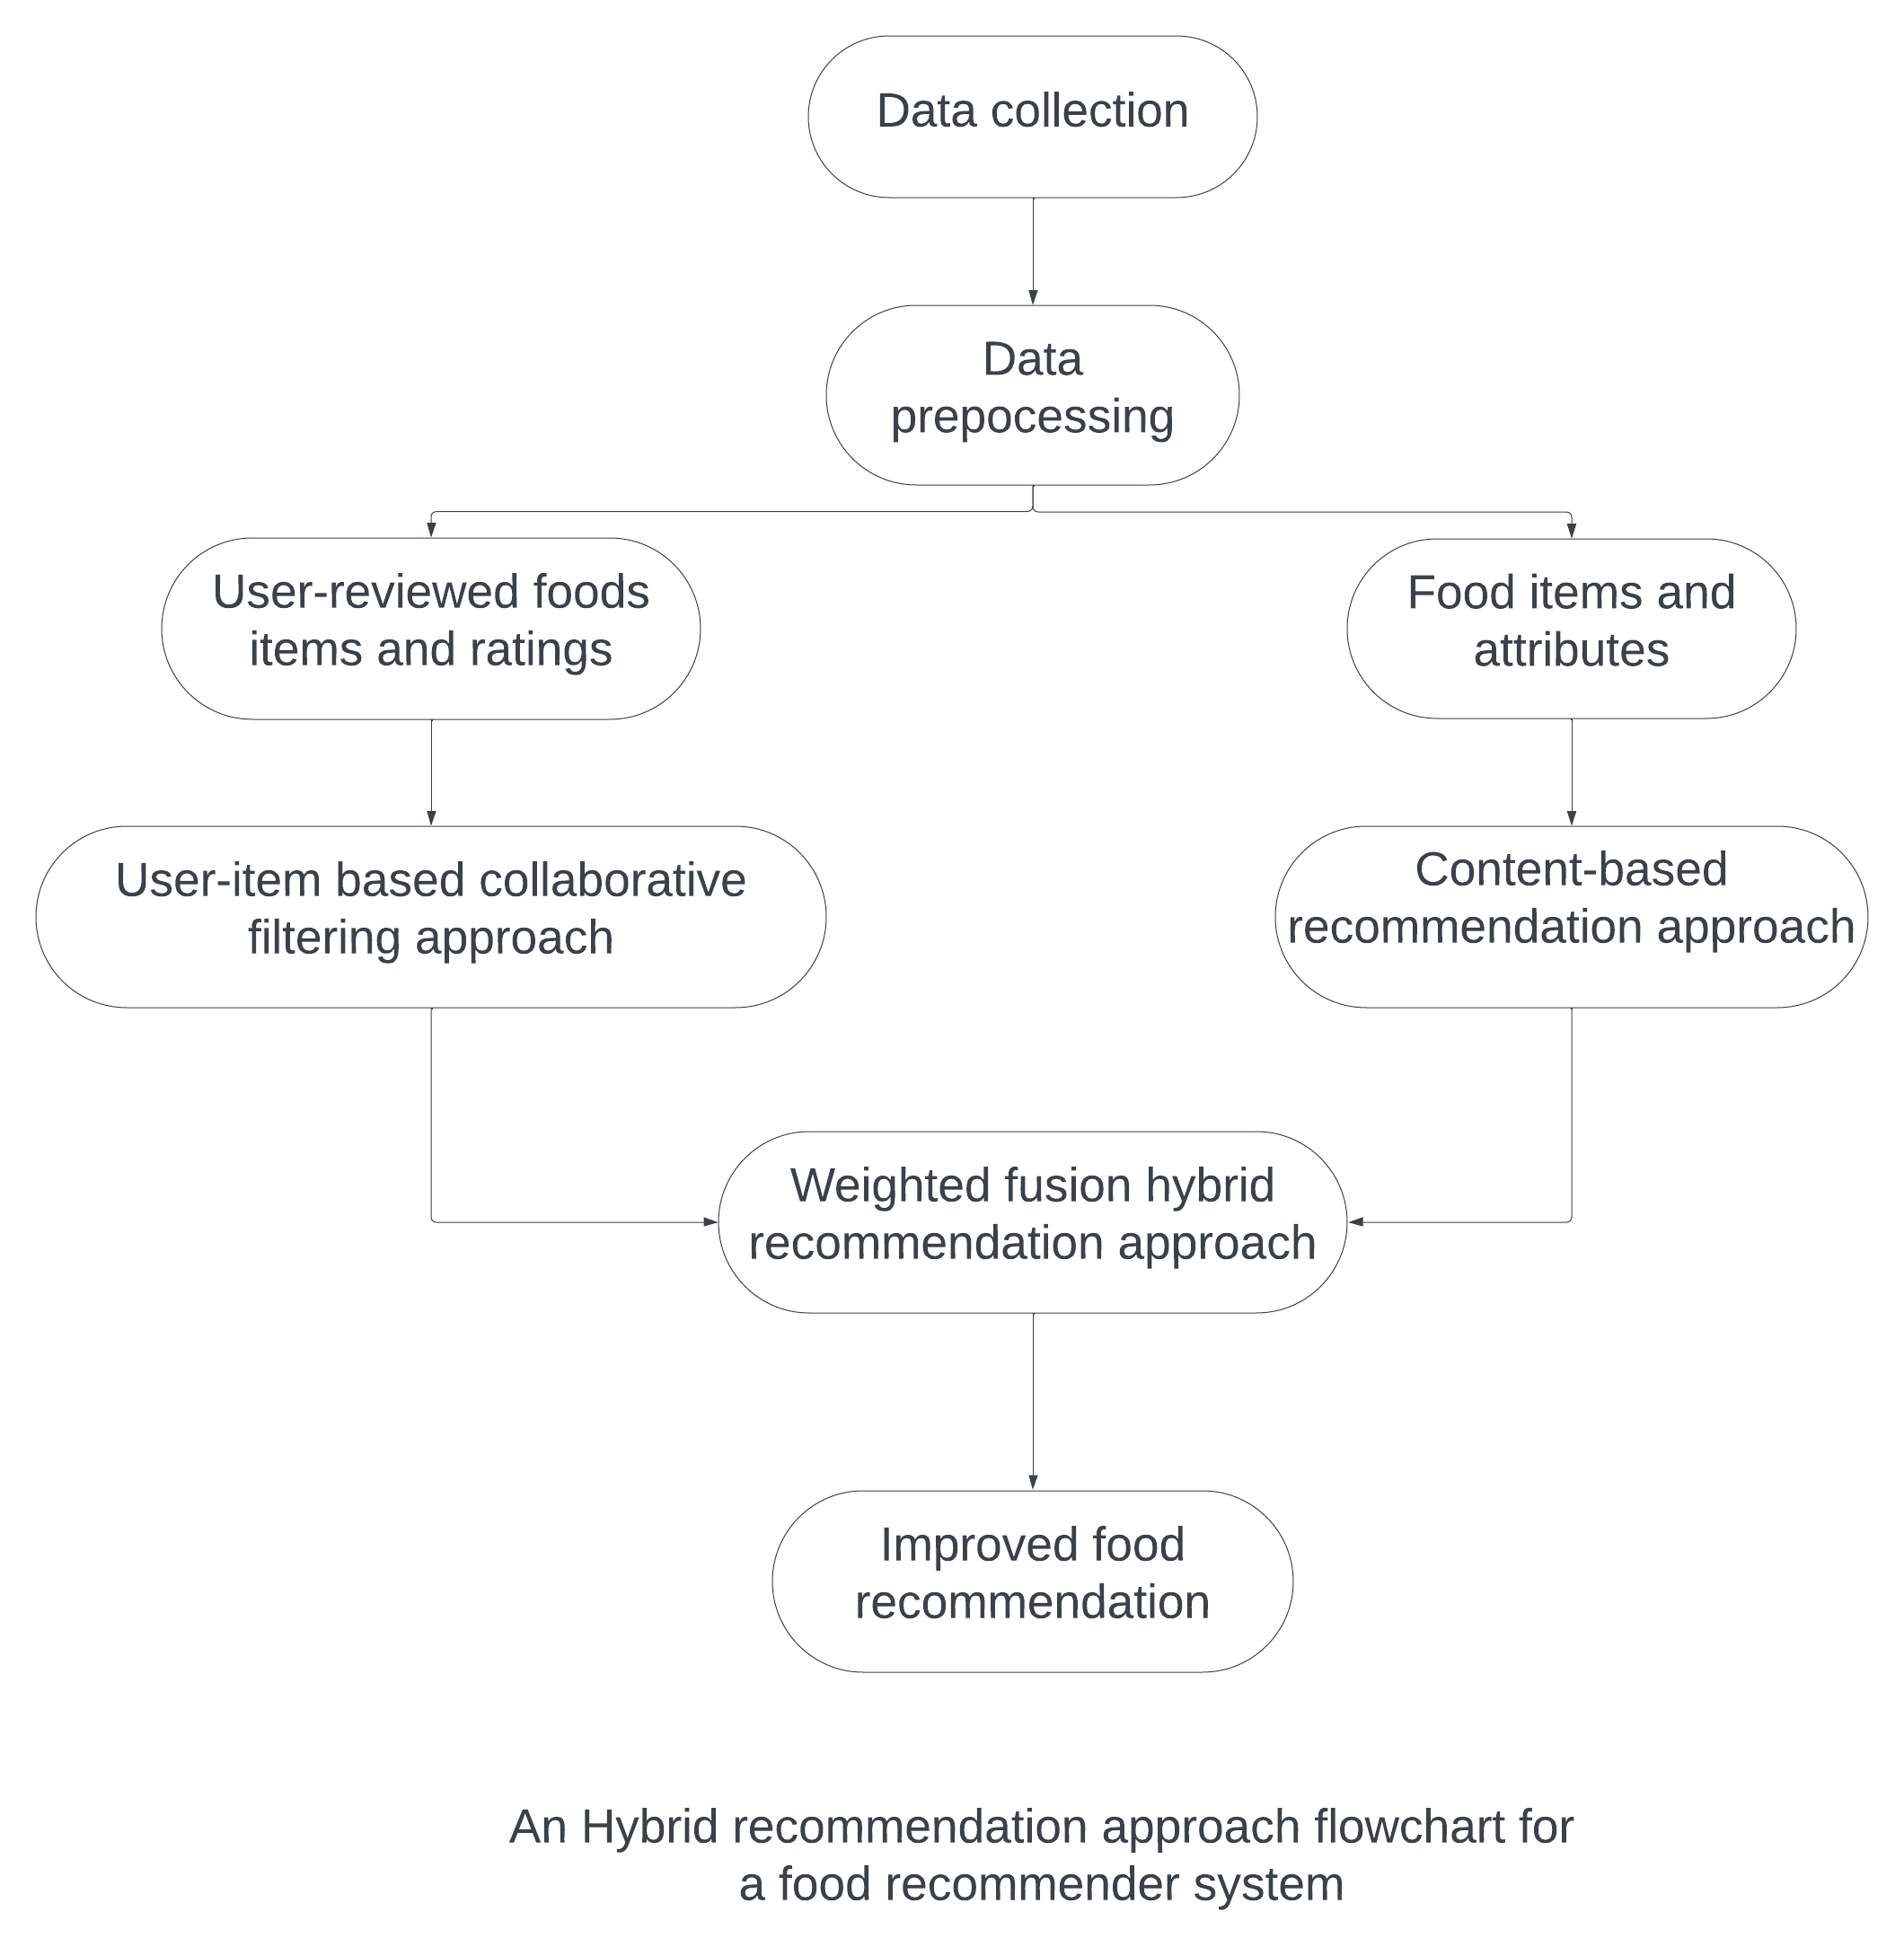 Data collection
Data
prepocessing
User-reviewed foods
items and ratings
Food items and
attributes
User-item based collaborative
filtering approach
Content-based
recommendation approach
Weighted fusion hybrid
recommendation approach
Improved food
recommendation
An Hybrid recommendation approach flowchart for
a food recommender system